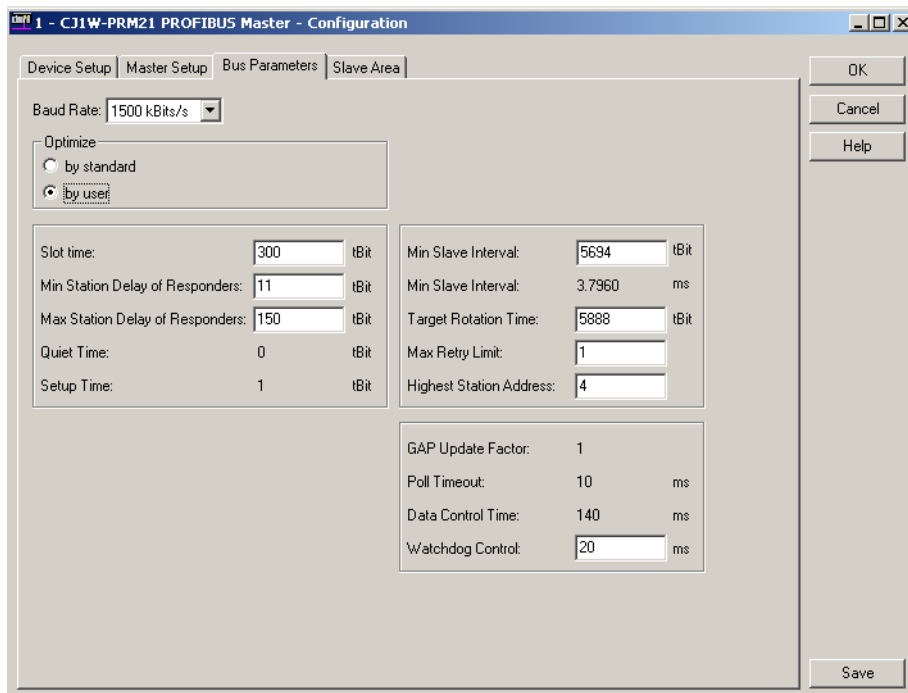 1 - CJ1W-PRM21 PROFIBUS Master - Configuration
Device Setup Master Setup Bus Parameters Slave Area
OK
Cancel
Help
Baud Rate: 1500 kBits/s
Optimize
by standard
by user
Slot time: 300 tBit
Min Station Delay of Responders: 11 tBit
Max Station Delay of Responders: 150 tBit
Quiet Time: 0 tBit
Setup Time: 1 tBit
Min Slave Interval: 5694 tBit
Min Slave Interval: 3.7960 ms
Target Rotation Time: 5888 tBit
Max Retry Limit: 1
Highest Station Address: 4
GAP Update Factor: 1
Poll Timeout: 10 ms
Data Control Time: 140 ms
Watchdog Control: 20 ms
Save